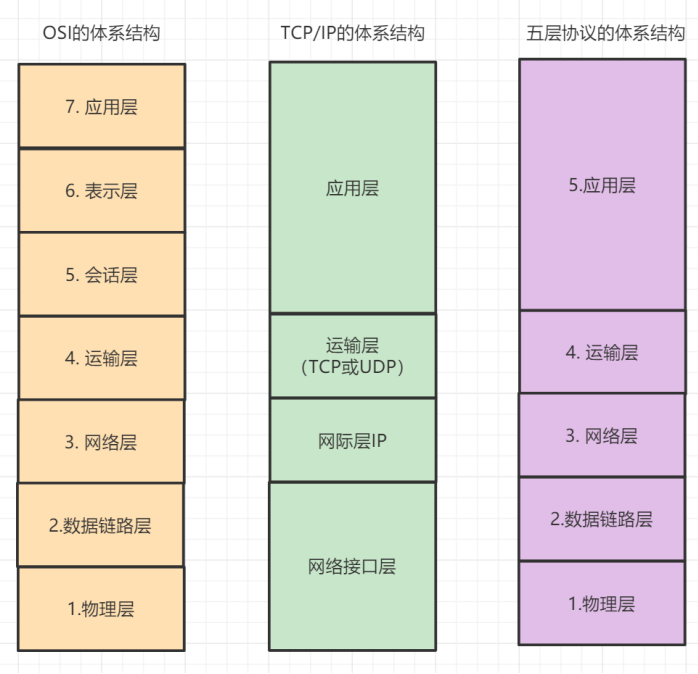 OSI的体系结构
7. 应用层
6. 表示层
5. 会话层
4. 运输层
3. 网络层
2.数据链路层
1.物理层
TCP/IP的体系结构
应用层
运输层
（TCP或UDP）
网际层IP
网络接口层
五层协议的体系结构
5.应用层
4. 运输层
3. 网络层
2.数据链路层
1.物理层